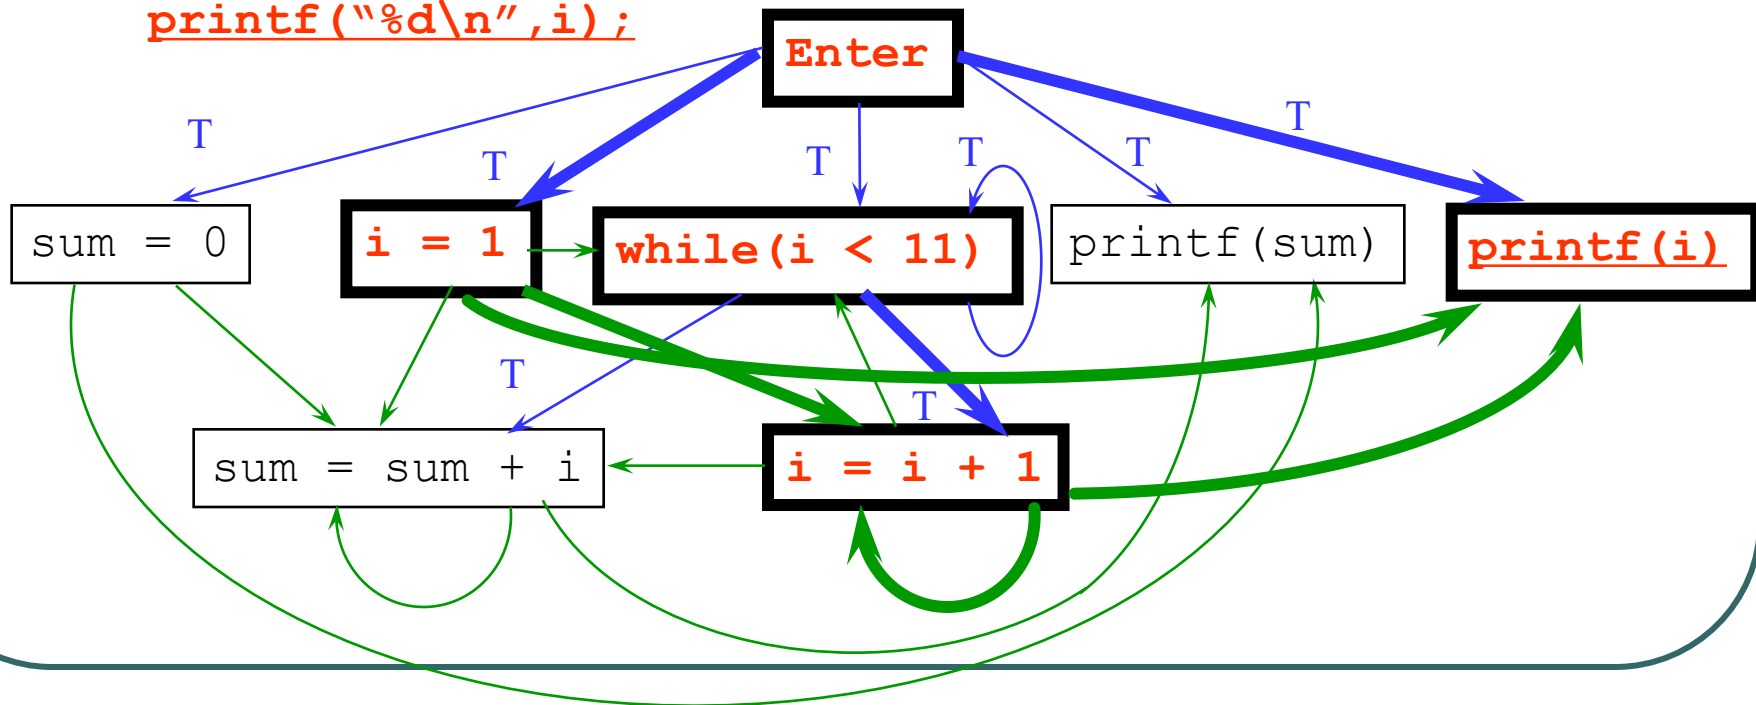 printf(“%d\n”,i);
Enter
T
T
T
T
T
T
sum = 0
i = 1
while(i < 11)
printf(sum)
printf(i)
T
T
sum = sum + i
i = i + 1